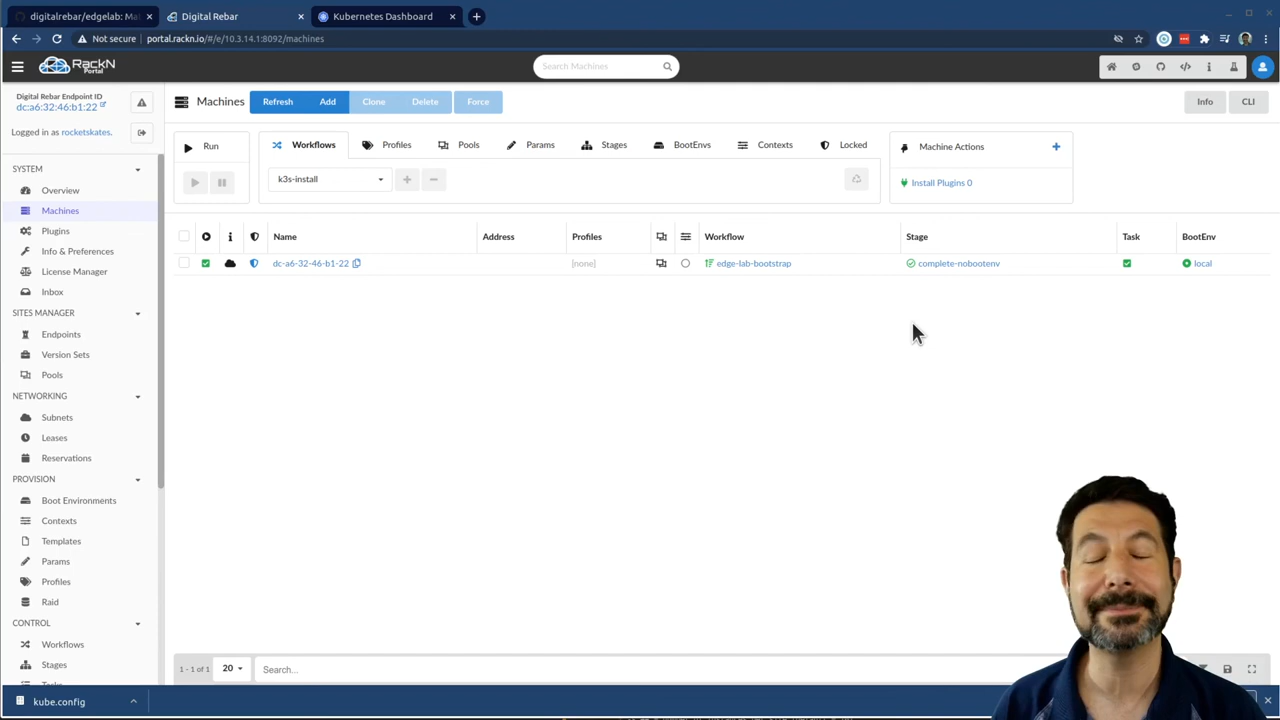 digitalrebar/edgelab: Ma
Digital Rebar
Kubernetes Dashboard
Not secure
portal.rackn.io/#/e/10.3.14.1:8092/machines
RackN
Portal
Search Machines
Digital Rebar Endpoint ID
dc:a6:32:46:b1:22
Logged in as rocketskates.
Machines
Refresh
Add
Clone
Delete
Force
Info
CLI
Run
Workflows
Profiles
Pools
Params
Stages
BootEnvs
Contexts
Locked
k3s-install
Machine Actions
Install Plugins 0
SYSTEM
Overview
Machines
Plugins
Info & Preferences
License Manager
Inbox
SITES MANAGER
Endpoints
Version Sets
Pools
NETWORKING
Subnets
Leases
Reservations
PROVISION
Boot Environments
Contexts
Templates
Params
Profiles
Raid
CONTROL
Workflows
Stages
Name
Address
Profiles
Workflow
Stage
Task
BootEnv
dc-a6-32-46-b1-22
[none]
edge-lab-bootstrap
complete-nobootenv
local
1 - 1 of 1
20
Search...
kube.config